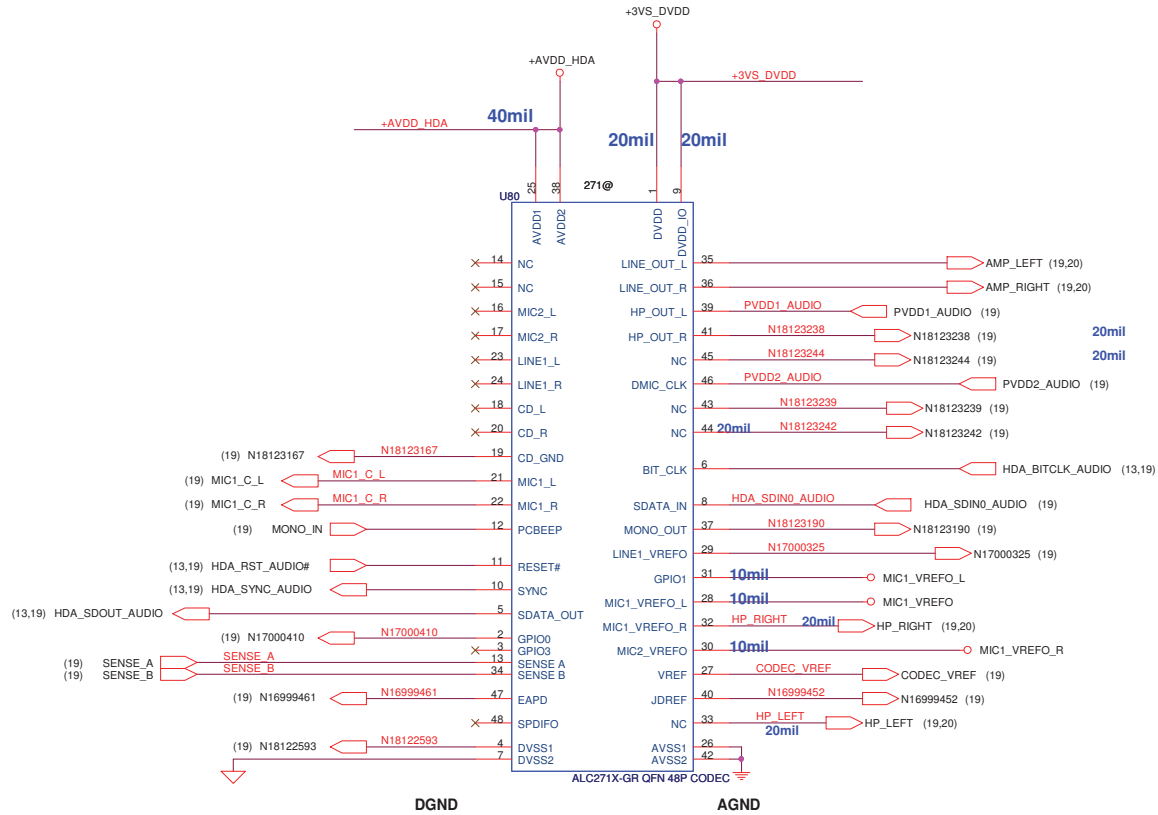 +3VS_DVDD
+AVDD_HDA
+3VS_DVDD
40mil
+AVDD_HDA
20mil 20mil
25 38 271@ 1 9
U80
AVDD1 AVDD2 DVDD DVDD_IO
14 NC LINE_OUT_L 35 AMP_LEFT (19,20)
15 NC LINE_OUT_R 36 AMP_RIGHT (19,20)
16 MIC2_L HP_OUT_L 39 PVDD1_AUDIO PVDD1_AUDIO (19)
17 MIC2_R HP_OUT_R 41 N18123238 N18123238 (19) 20mil
23 LINE1_L NC 45 N18123244 N18123244 (19) 20mil
24 LINE1_R DMIC_CLK 46 PVDD2_AUDIO PVDD2_AUDIO (19)
18 CD_L NC 43 N18123239 N18123239 (19)
20 CD_R NC 44 20mil N18123242 N18123242 (19)
(19) N18123167 N18123167 19 CD_GND
(19) MIC1_C_L MIC1_C_L 21 MIC1_L BIT_CLK 6 HDA_BITCLK_AUDIO (13,19)
(19) MIC1_C_R MIC1_C_R 22 MIC1_R SDATA_IN 8 HDA_SDIN0_AUDIO HDA_SDIN0_AUDIO (19)
(19) MONO_IN 12 PCBEEP MONO_OUT 37 N18123190 N18123190 (19)
LINE1_VREFO 29 N17000325 N17000325 (19)
(13,19) HDA_RST_AUDIO# 11 RESET# GPIO1 31 10mil MIC1_VREFO_L
(13,19) HDA_SYNC_AUDIO 10 SYNC MIC1_VREFO_L 28 10mil MIC1_VREFO
(13,19) HDA_SDOUT_AUDIO 5 SDATA_OUT MIC1_VREFO_R 32 HP_RIGHT 20mil HP_RIGHT (19,20)
(19) N17000410 N17000410 2 GPIO0
3 GPIO3 MIC2_VREFO 30 10mil MIC1_VREFO_R
(19) SENSE_A SENSE_A 13 SENSE A
(19) SENSE_B SENSE_B 34 SENSE B VREF 27 CODEC_VREF CODEC_VREF (19)
(19) N16999461 N16999461 47 EAPD JDREF 40 N16999452 N16999452 (19)
48 SPDIFO NC 33 HP_LEFT HP_LEFT (19,20)
20mil
(19) N18122593 N18122593 4 DVSS1 AVSS1 26
7 DVSS2 AVSS2 42
ALC271X-GR QFN 48P CODEC
DGND AGND